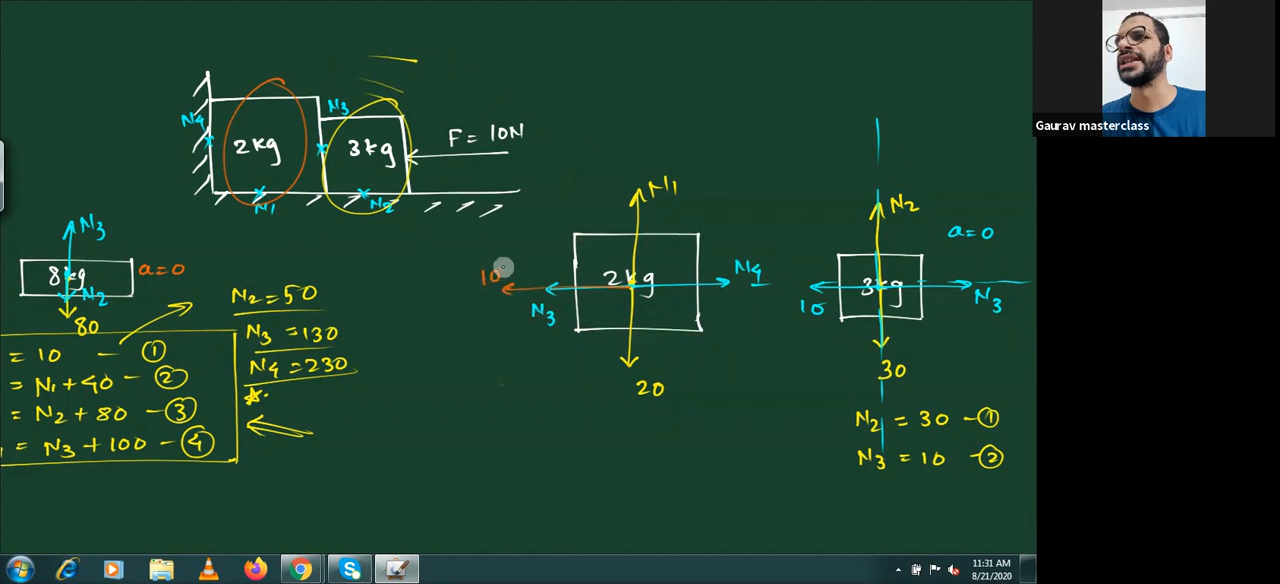 N3
N4
2kg
3kg
F = 10N
N1
N2
N3
8kg
a=0
N2
80
= 10 - ①
= N1 + 40 - ②
= N2 + 80 - ③
= N3 + 100 - ④
N2 = 50
N3 = 130
N4 = 230
N1
10
2kg
N4
N3
20
N2
a=0
3kg
10
N3
30
N2 = 30 - ①
N3 = 10 - ②
Gaurav masterclass
11:31 AM
8/21/2020